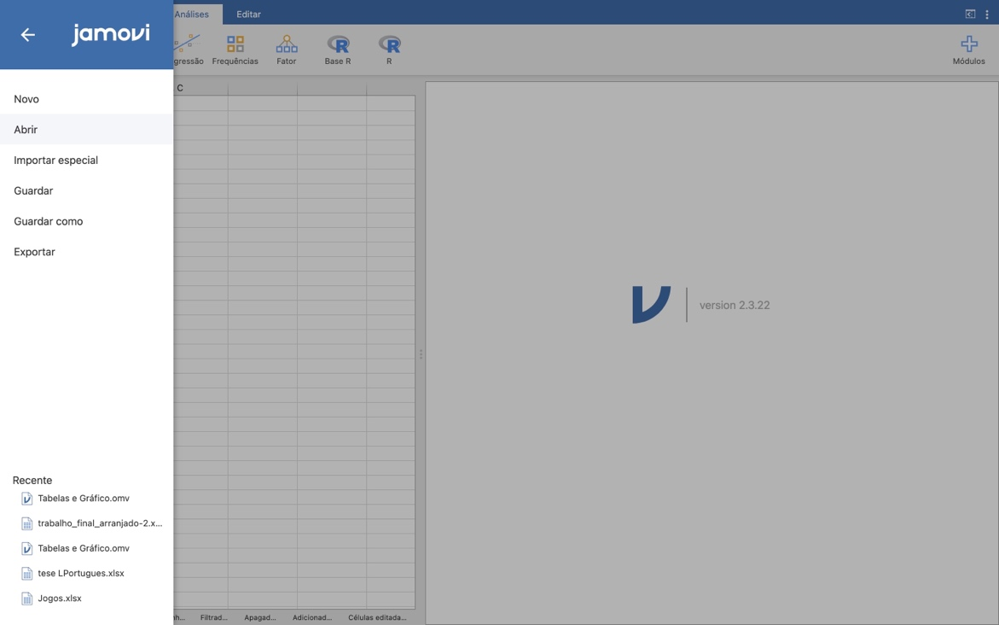 jamovi
Análises
Editar
gressão
Frequências
Fator
Base R
R
Módulos
C
Novo
Abrir
Importar especial
Guardar
Guardar como
Exportar
version 2.3.22
Recente
Tabelas e Gráfico.omv
trabalho_final_arranjado-2.x...
Tabelas e Gráfico.omv
tese LPortugues.xlsx
Jogos.xlsx
nh...
Filtrad...
Apagad...
Adicionad...
Células editada...